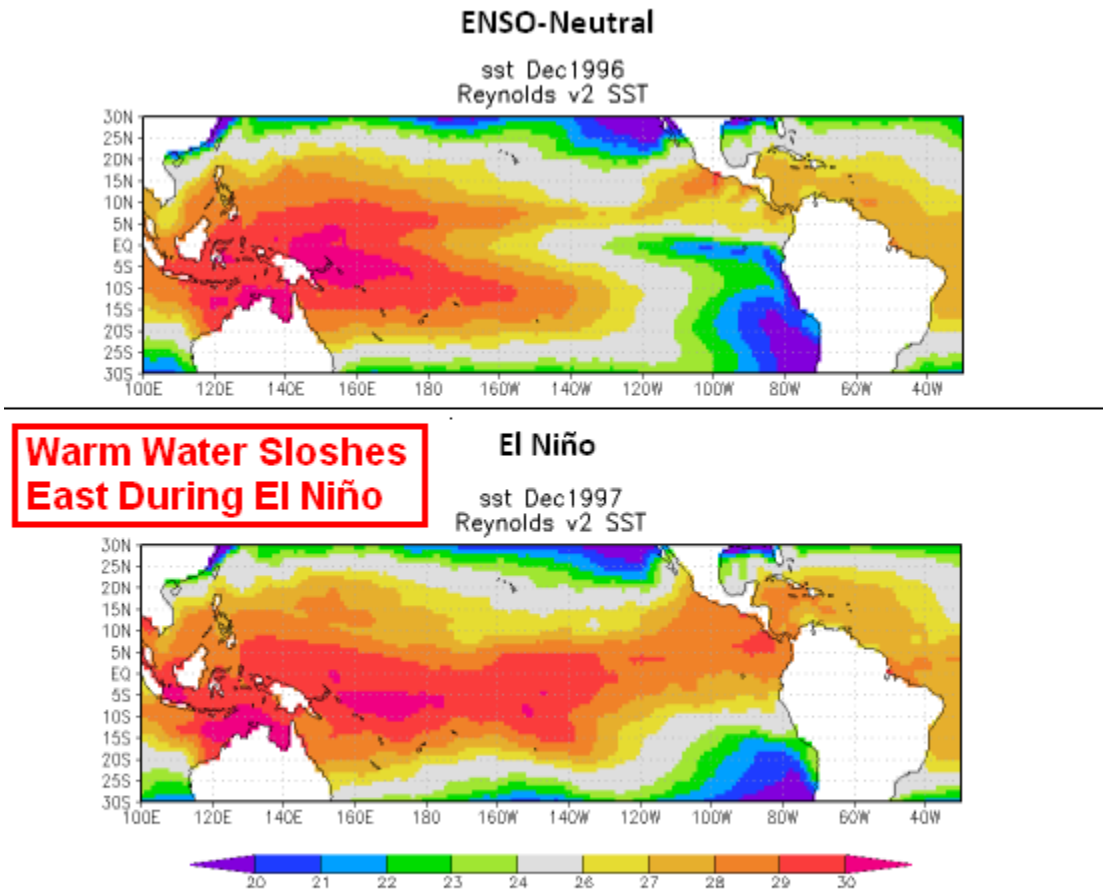 ENSO-Neutral
sst Dec1996
Reynolds v2 SST
30N
25N
20N
15N
10N
5N
EQ
5S
10S
15S
20S
25S
30S
100E 120E 140E 160E 180 160W 140W 120W 100W 80W 60W 40W
Warm Water Sloshes
East During El Niño
El Niño
sst Dec1997
Reynolds v2 SST
30N
25N
20N
15N
10N
5N
EQ
5S
10S
15S
20S
25S
30S
100E 120E 140E 160E 180 160W 140W 120W 100W 80W 60W 40W
20 21 22 23 24 26 27 28 29 30